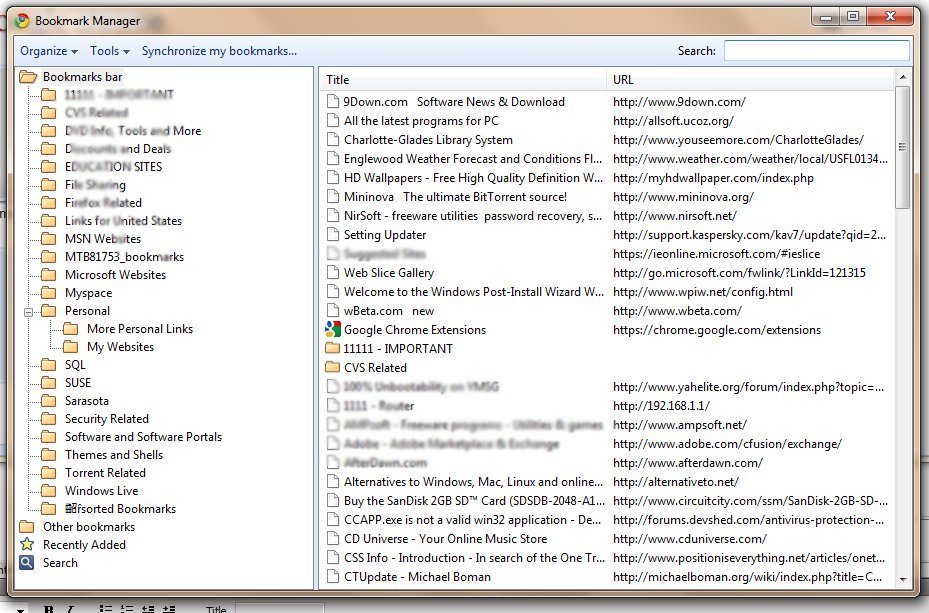 Bookmark Manager
Organize Tools Synchronize my bookmarks... Search:
Bookmarks bar
11111 - IMPORTANT
CVS Related
DVD Info, Tools and More
Discounts and Deals
EDUCATION SITES
File Sharing
Firefox Related
Links for United States
MSN Websites
MTB81753_bookmarks
Microsoft Websites
Myspace
Personal
More Personal Links
My Websites
SQL
SUSE
Sarasota
Security Related
Software and Software Portals
Themes and Shells
Torrent Related
Windows Live
Bookmarks
Other bookmarks
Recently Added
Search
Title URL
9Down.com Software News & Download http://www.9down.com/
All the latest programs for PC http://allsoft.ucoz.org/
Charlotte-Glades Library System http://www.youseemore.com/CharlotteGlades/
Englewood Weather Forecast and Conditions Fl... http://www.weather.com/weather/local/USFL0134...
HD Wallpapers - Free High Quality Definition W... http://myhdwallpaper.com/index.php
Mininova The ultimate BitTorrent source! http://www.mininova.org/
NirSoft - freeware utilities password recovery, s... http://www.nirsoft.net/
Setting Updater http://support.kaspersky.com/kav7/update?qid=2...
Suggested Sites https://ieonline.microsoft.com/#ieslice
Web Slice Gallery http://go.microsoft.com/fwlink/?LinkId=121315
Welcome to the Windows Post-Install Wizard W... http://www.wpiw.net/config.html
wBeta.com new http://www.wbeta.com/
Google Chrome Extensions https://chrome.google.com/extensions
11111 - IMPORTANT
CVS Related
100% Unbootability on YMSG http://www.yahelite.org/forum/index.php?topic=...
1111 - Router http://192.168.1.1/
AMPsoft - Freeware programs - Utilities & games http://www.ampsoft.net/
Adobe - Adobe Marketplace & Exchange http://www.adobe.com/cfusion/exchange/
AfterDawn.com http://www.afterdawn.com/
Alternatives to Windows, Mac, Linux and online... http://alternativeto.net/
Buy the SanDisk 2GB SD™ Card (SDSDB-2048-A1... http://www.circuitcity.com/ssm/SanDisk-2GB-SD-...
CCAPP.exe is not a valid win32 application - De... http://forums.devshed.com/antivirus-protection-...
CD Universe - Your Online Music Store http://www.cduniverse.com/
CSS Info - Introduction - In search of the One Tr... http://www.positioniseverything.net/articles/onet...
CTUpdate - Michael Boman http://michaelboman.org/wiki/index.php?title=C...
Title